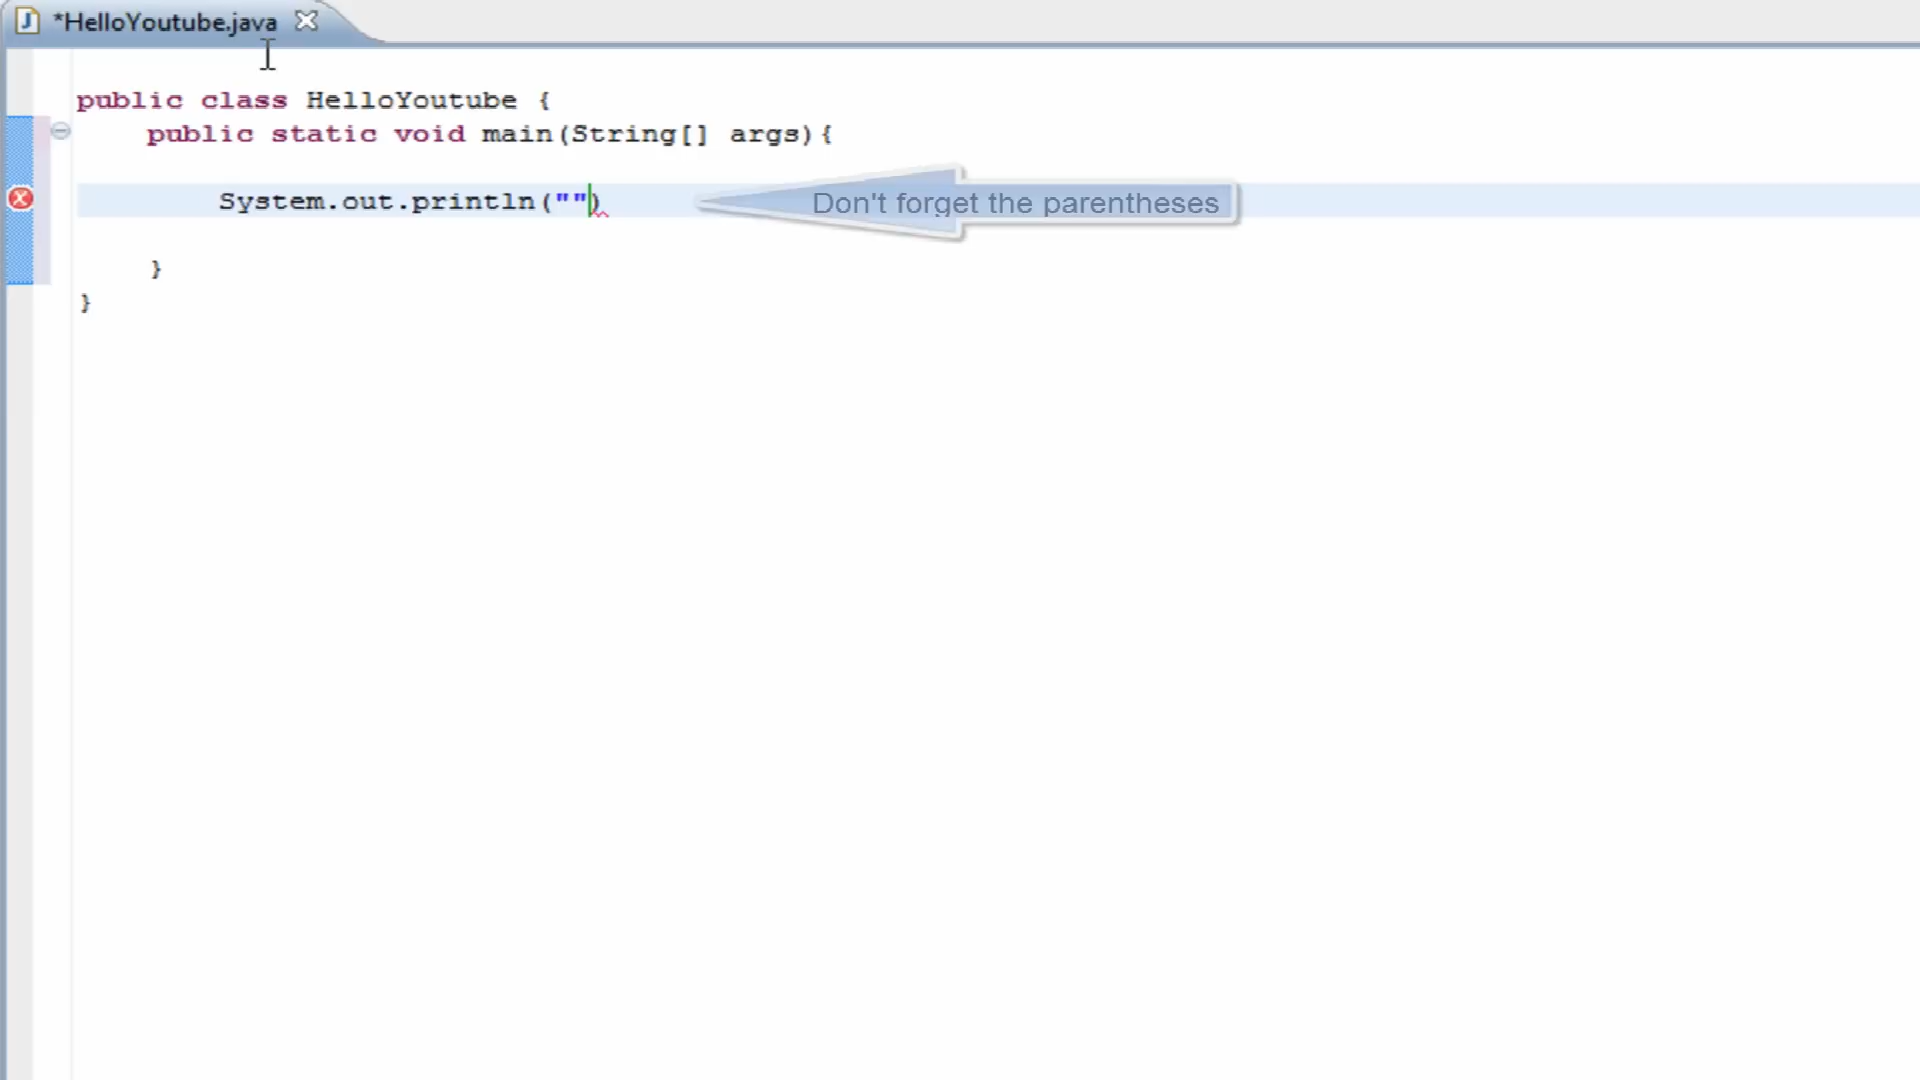 *HelloYoutube.java
public class HelloYoutube {
public static void main(String[] args){
System.out.println("")
Don't forget the parentheses
}
}